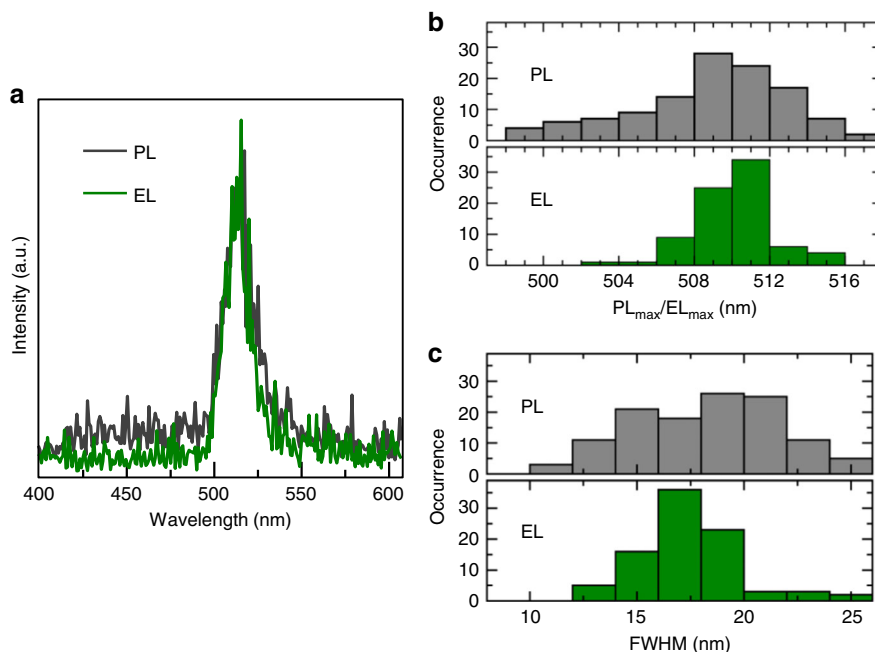 a
PL
EL
Intensity (a.u.)
400 450 500 550 600
Wavelength (nm)
b
PL
30
20
10
0
EL
30
20
10
0
Occurrence
500 504 508 512 516
PLmax/ELmax (nm)
c
PL
30
20
10
0
EL
30
20
10
0
Occurrence
10 15 20 25
FWHM (nm)